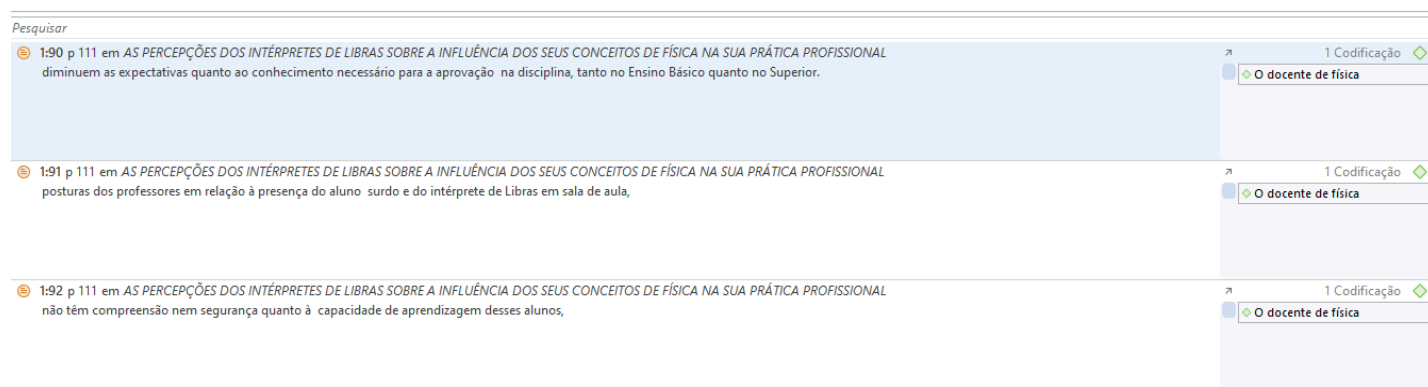 Pesquisar
1:90 p 111 em AS PERCEPÇÕES DOS INTÉRPRETES DE LIBRAS SOBRE A INFLUÊNCIA DOS SEUS CONCEITOS DE FÍSICA NA SUA PRÁTICA PROFISSIONAL
1 Codificação
diminuem as expectativas quanto ao conhecimento necessário para a aprovação na disciplina, tanto no Ensino Básico quanto no Superior.
O docente de física
1:91 p 111 em AS PERCEPÇÕES DOS INTÉRPRETES DE LIBRAS SOBRE A INFLUÊNCIA DOS SEUS CONCEITOS DE FÍSICA NA SUA PRÁTICA PROFISSIONAL
1 Codificação
posturas dos professores em relação à presença do aluno surdo e do intérprete de Libras em sala de aula,
O docente de física
1:92 p 111 em AS PERCEPÇÕES DOS INTÉRPRETES DE LIBRAS SOBRE A INFLUÊNCIA DOS SEUS CONCEITOS DE FÍSICA NA SUA PRÁTICA PROFISSIONAL
1 Codificação
não têm compreensão nem segurança quanto à capacidade de aprendizagem desses alunos,
O docente de física